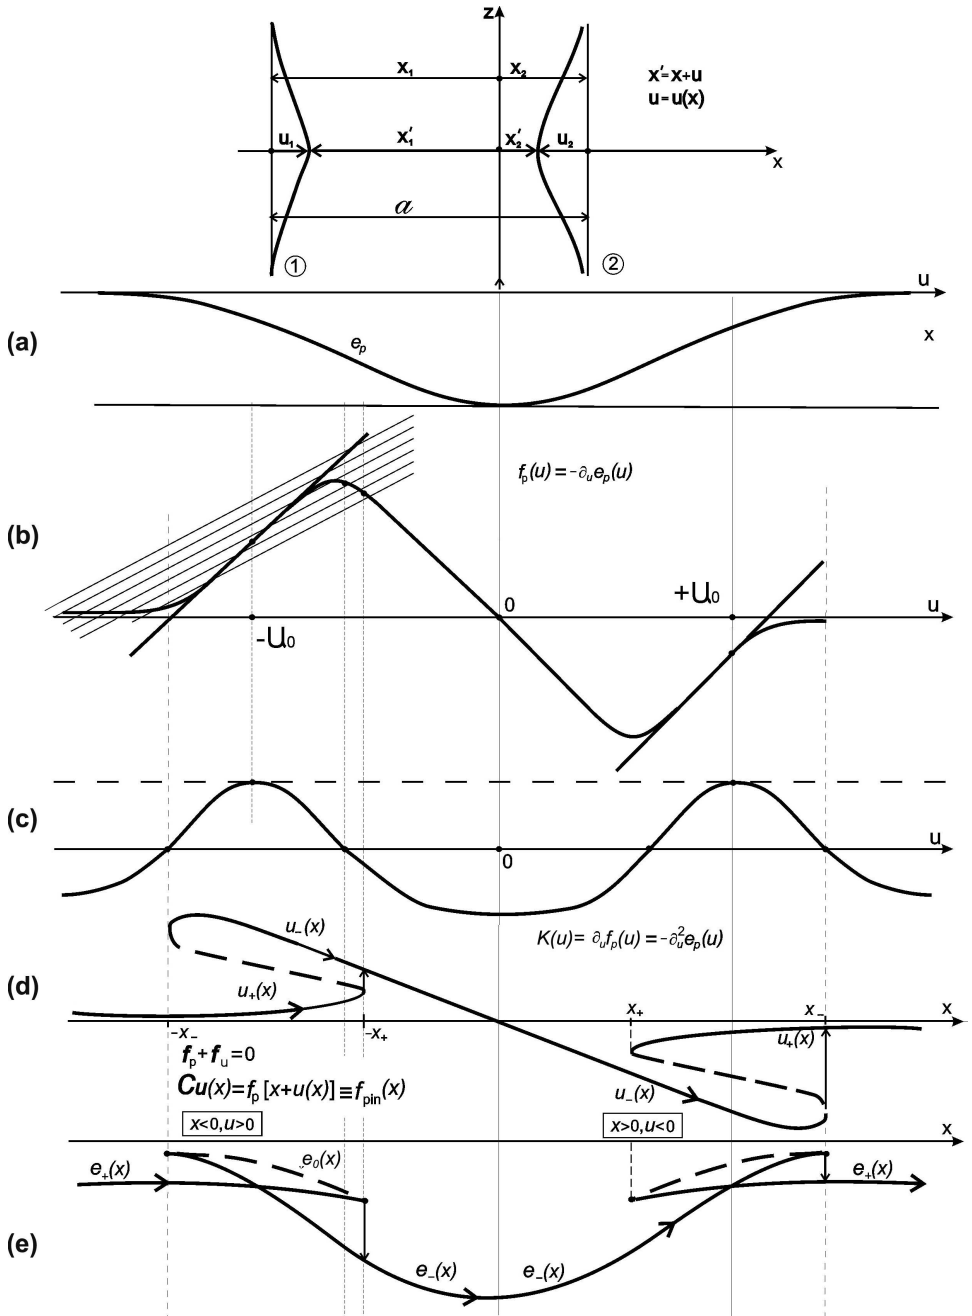 z
x₁
x₂
x′=x+u
u=u(x)
u₁
x′₁
x′₂
u₂
x
a
① ②
u
(a)
x
eₚ
fₚ(u) = -∂ᵤeₚ(u)
(b)
0
+u₀
u
-u₀
(c)
u
0
u₋(x)
K(u) = ∂ᵤfₚ(u) = -∂ᵤ²eₚ(u)
(d)
u₊(x)
x₊
x₋
x
-x₋
-x₊
u₊(x)
fₚ + fᵤ = 0
Cu(x) = fₚ [x+u(x)] ≡ fₚᵢₙ(x)
u₋(x)
x<0,u>0
x>0,u<0
x
e₊(x)
e₀(x)
e₊(x)
(e)
e₋(x)
e₋(x)